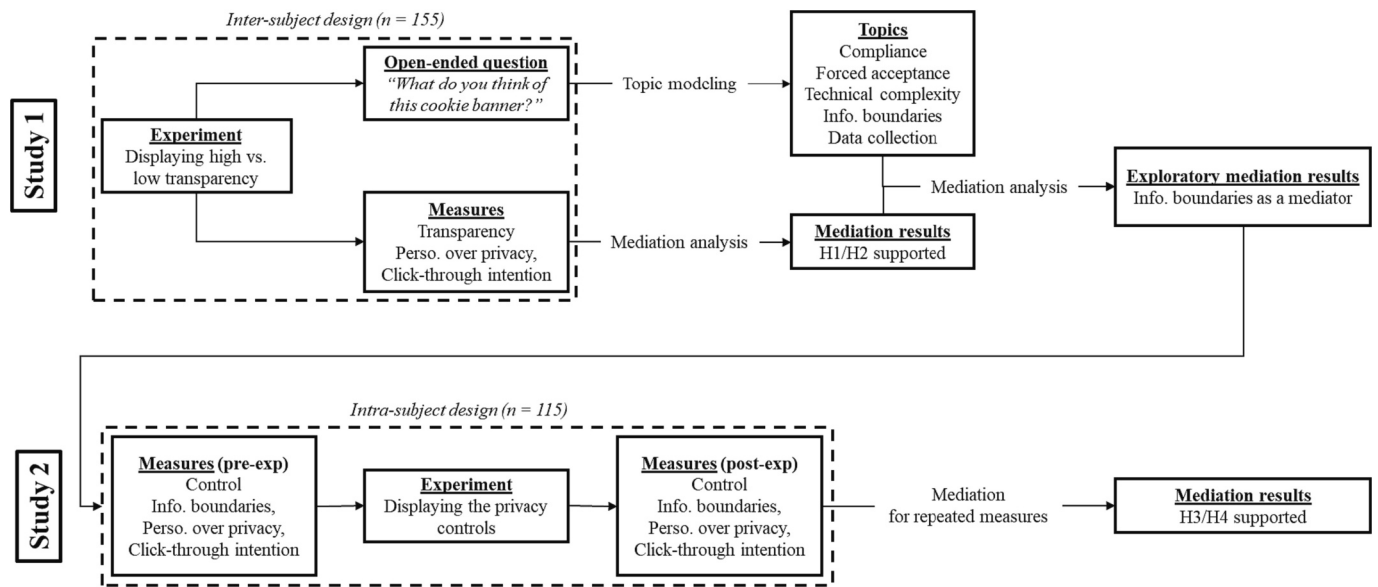 Study 1
Inter-subject design (n = 155)
Experiment
Displaying high vs.
low transparency
Open-ended question
“What do you think of
this cookie banner?”
Topic modeling
Topics
Compliance
Forced acceptance
Technical complexity
Info. boundaries
Data collection
Measures
Transparency
Perso. over privacy,
Click-through intention
Mediation analysis
Mediation results
H1/H2 supported
Mediation analysis
Exploratory mediation results
Info. boundaries as a mediator
Study 2
Intra-subject design (n = 115)
Measures (pre-exp)
Control
Info. boundaries,
Perso. over privacy,
Click-through intention
Experiment
Displaying the privacy
controls
Measures (post-exp)
Control
Info. boundaries,
Perso. over privacy,
Click-through intention
Mediation
for repeated measures
Mediation results
H3/H4 supported